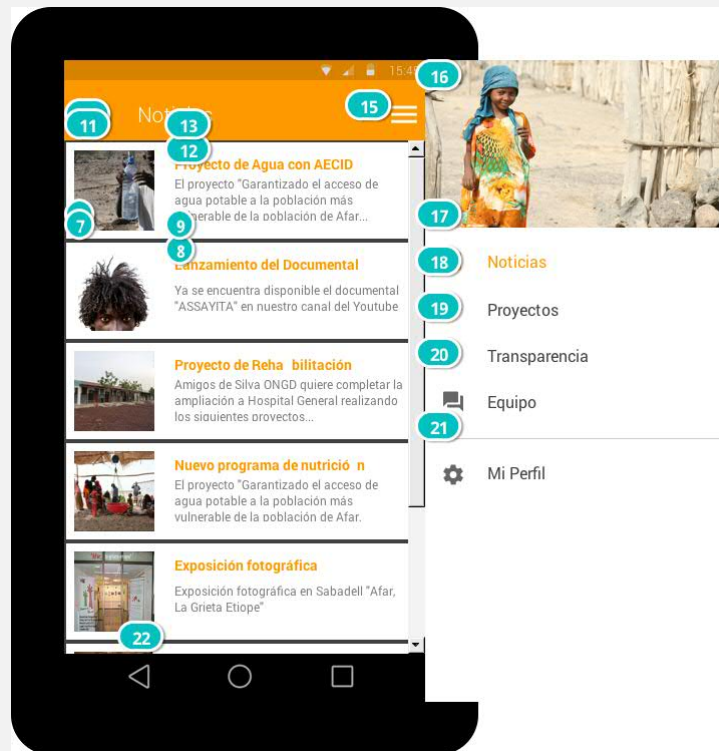 15:45
16
15
11
Noticias
13
12
Proyecto de Agua con AECID
El proyecto "Garantizado el acceso de
agua potable a la población más
vulnerable de la población de Afar...
7
9
8
Lanzamiento del Documental
Ya se encuentra disponible el documental
"ASSAYITA" en nuestro canal del Youtube
Proyecto de Reha bilitación
Amigos de Silva ONGD quiere completar la
ampliación a Hospital General realizando
los siguientes proyectos...
Nuevo programa de nutrició n
El proyecto "Garantizado el acceso de
agua potable a la población más
vulnerable de la población de Afar.
Exposición fotográfica
Exposición fotográfica en Sabadell "Afar,
La Grieta Etiope"
22
17
18
Noticias
19
Proyectos
20
Transparencia
Equipo
21
Mi Perfil